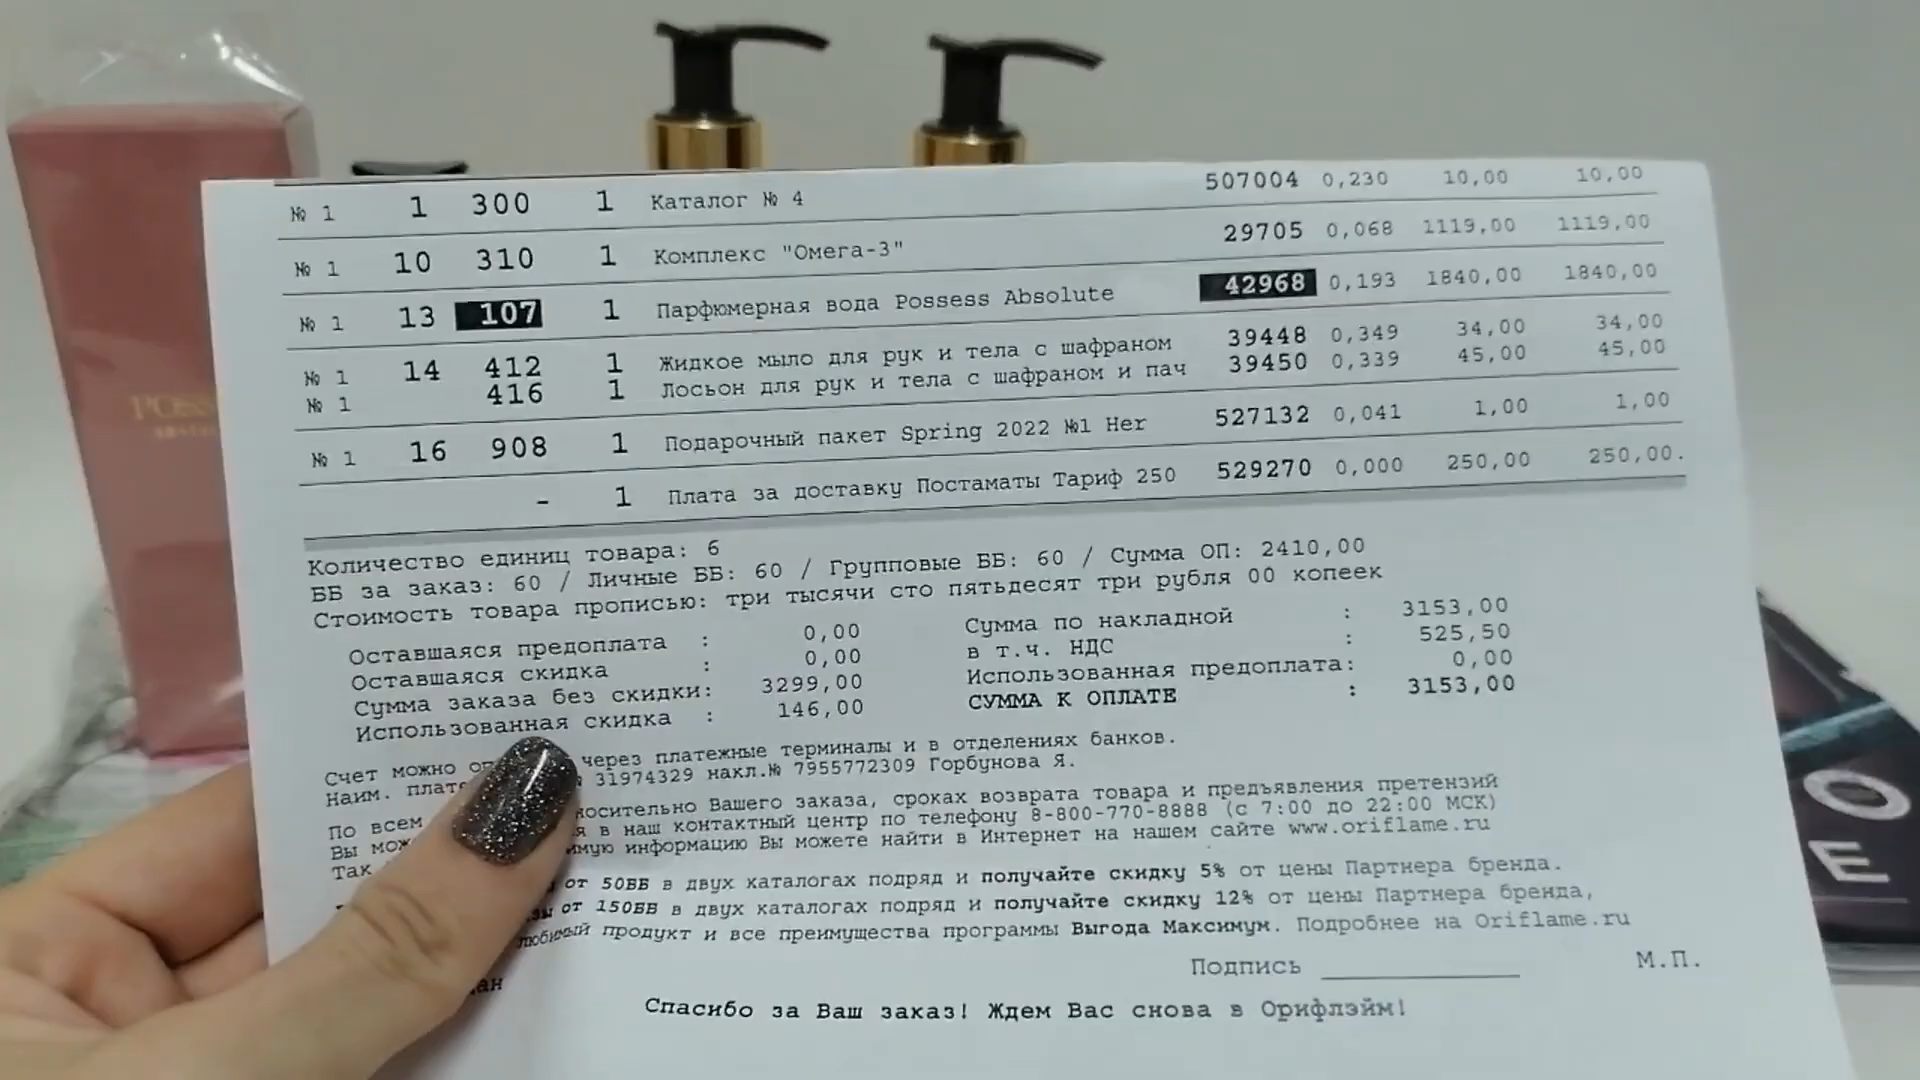 № 1 1 300 1 Каталог № 4 507004 0,230 10,00 10,00
№ 1 10 310 1 Комплекс "Омега-3" 29705 0,068 1119,00 1119,00
№ 1 13 107 1 Парфюмерная вода Possess Absolute 42968 0,193 1840,00 1840,00
№ 1 14 412 1 Жидкое мыло для рук и тела с шафраном 39448 0,349 34,00 34,00
№ 1 416 1 Лосьон для рук и тела с шафраном и пач 39450 0,339 45,00 45,00
№ 1 16 908 1 Подарочный пакет Spring 2022 №1 Her 527132 0,041 1,00 1,00
- 1 Плата за доставку Постаматы Тариф 250 529270 0,000 250,00 250,00.
Количество единиц товара: 6
ББ за заказ: 60 / Личные ББ: 60 / Групповые ББ: 60 / Сумма ОП: 2410,00
Стоимость товара прописью: три тысячи сто пятьдесят три рубля 00 копеек
Оставшаяся предоплата : 0,00 Сумма по накладной : 3153,00
Оставшаяся скидка : 0,00 в т.ч. НДС : 525,50
Сумма заказа без скидки: 3299,00 Использованная предоплата: 0,00
Использованная скидка : 146,00 СУММА К ОПЛАТЕ : 3153,00
Счет можно через платежные терминалы и в отделениях банков.
Наим. 31974329 накл.№ 7955772309 Горбунова Я.
По всем Вашего заказа, сроках возврата товара и предъявления претензий
Вы в наш контактный центр по телефону 8-800-770-8888 (с 7:00 до 22:00 МСК)
Так информацию Вы можете найти в Интернет на нашем сайте www.oriflame.ru
от 50ББ в двух каталогах подряд и получайте скидку 5% от цены Партнера бренда.
от 150ББ в двух каталогах подряд и получайте скидку 12% от цены Партнера бренда,
любимый продукт и все преимущества программы Выгода Максимум. Подробнее на Oriflame.ru
Подпись М.П.
Спасибо за Ваш заказ! Ждем Вас снова в Орифлэйм!
O
E